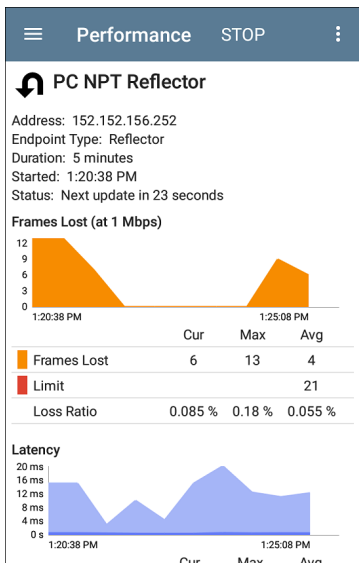 Performance STOP
PC NPT Reflector
Address: 152.152.156.252
Endpoint Type: Reflector
Duration: 5 minutes
Started: 1:20:38 PM
Status: Next update in 23 seconds
Frames Lost (at 1 Mbps)
12
9
6
3
0
1:20:38 PM 1:25:08 PM
Cur Max Avg
Frames Lost 6 13 4
Limit 21
Loss Ratio 0.085 % 0.18 % 0.055 %
Latency
20 ms
16 ms
12 ms
8 ms
4 ms
0 s
1:20:38 PM 1:25:08 PM
Cur Max Avg